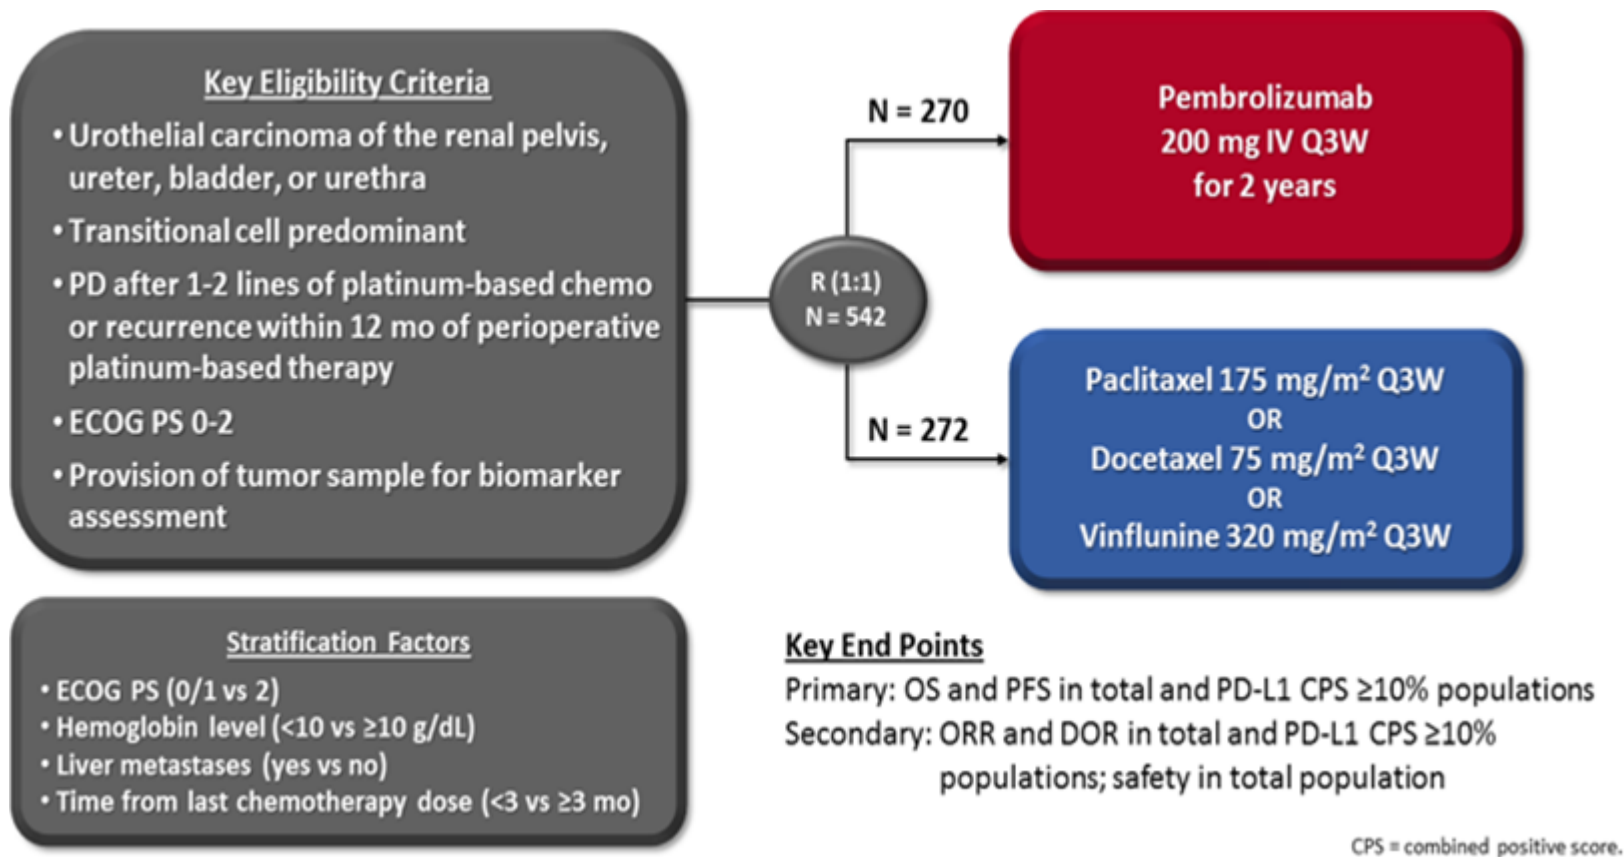 Key Eligibility Criteria
• Urothelial carcinoma of the renal pelvis,
ureter, bladder, or urethra
• Transitional cell predominant
• PD after 1-2 lines of platinum-based chemo
or recurrence within 12 mo of perioperative
platinum-based therapy
• ECOG PS 0-2
• Provision of tumor sample for biomarker
assessment
Stratification Factors
• ECOG PS (0/1 vs 2)
• Hemoglobin level (<10 vs ≥10 g/dL)
• Liver metastases (yes vs no)
• Time from last chemotherapy dose (<3 vs ≥3 mo)
R (1:1)
N = 542
N = 270
Pembrolizumab
200 mg IV Q3W
for 2 years
N = 272
Paclitaxel 175 mg/m² Q3W
OR
Docetaxel 75 mg/m² Q3W
OR
Vinflunine 320 mg/m² Q3W
Key End Points
Primary: OS and PFS in total and PD-L1 CPS ≥10% populations
Secondary: ORR and DOR in total and PD-L1 CPS ≥10%
populations; safety in total population
CPS = combined positive score.